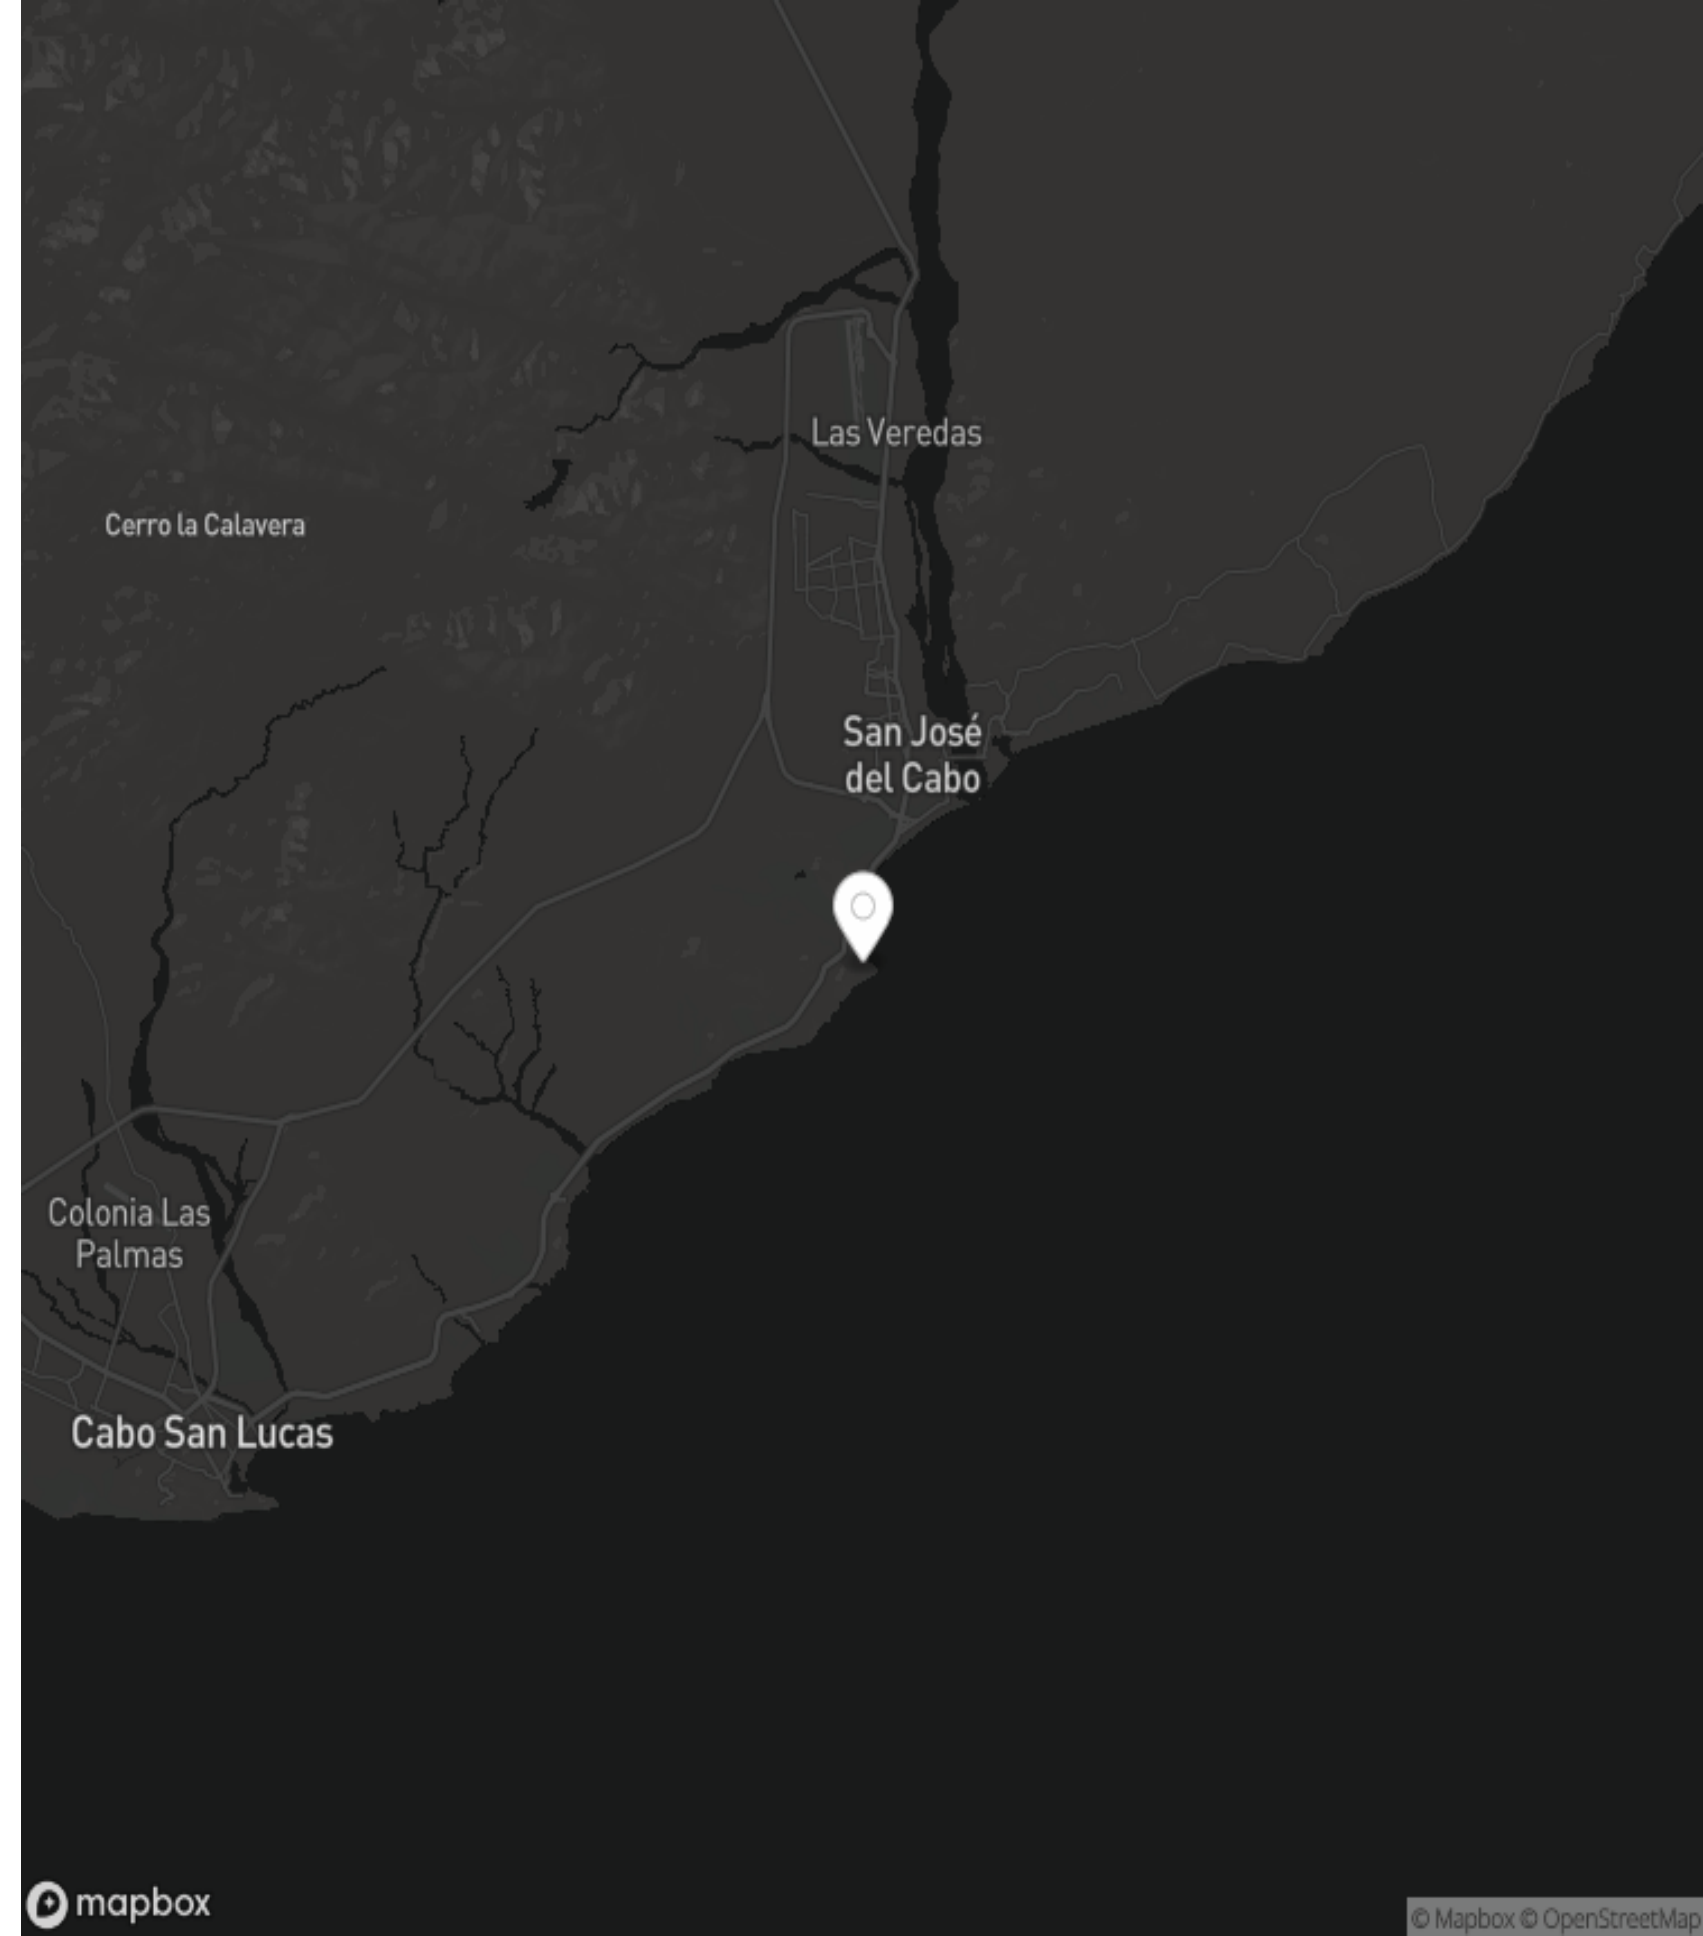 Las Veredas
Cerro la Calavera
San José
del Cabo
Colonia Las
Palmas
Cabo San Lucas
mapbox
© Mapbox © OpenStreetMap